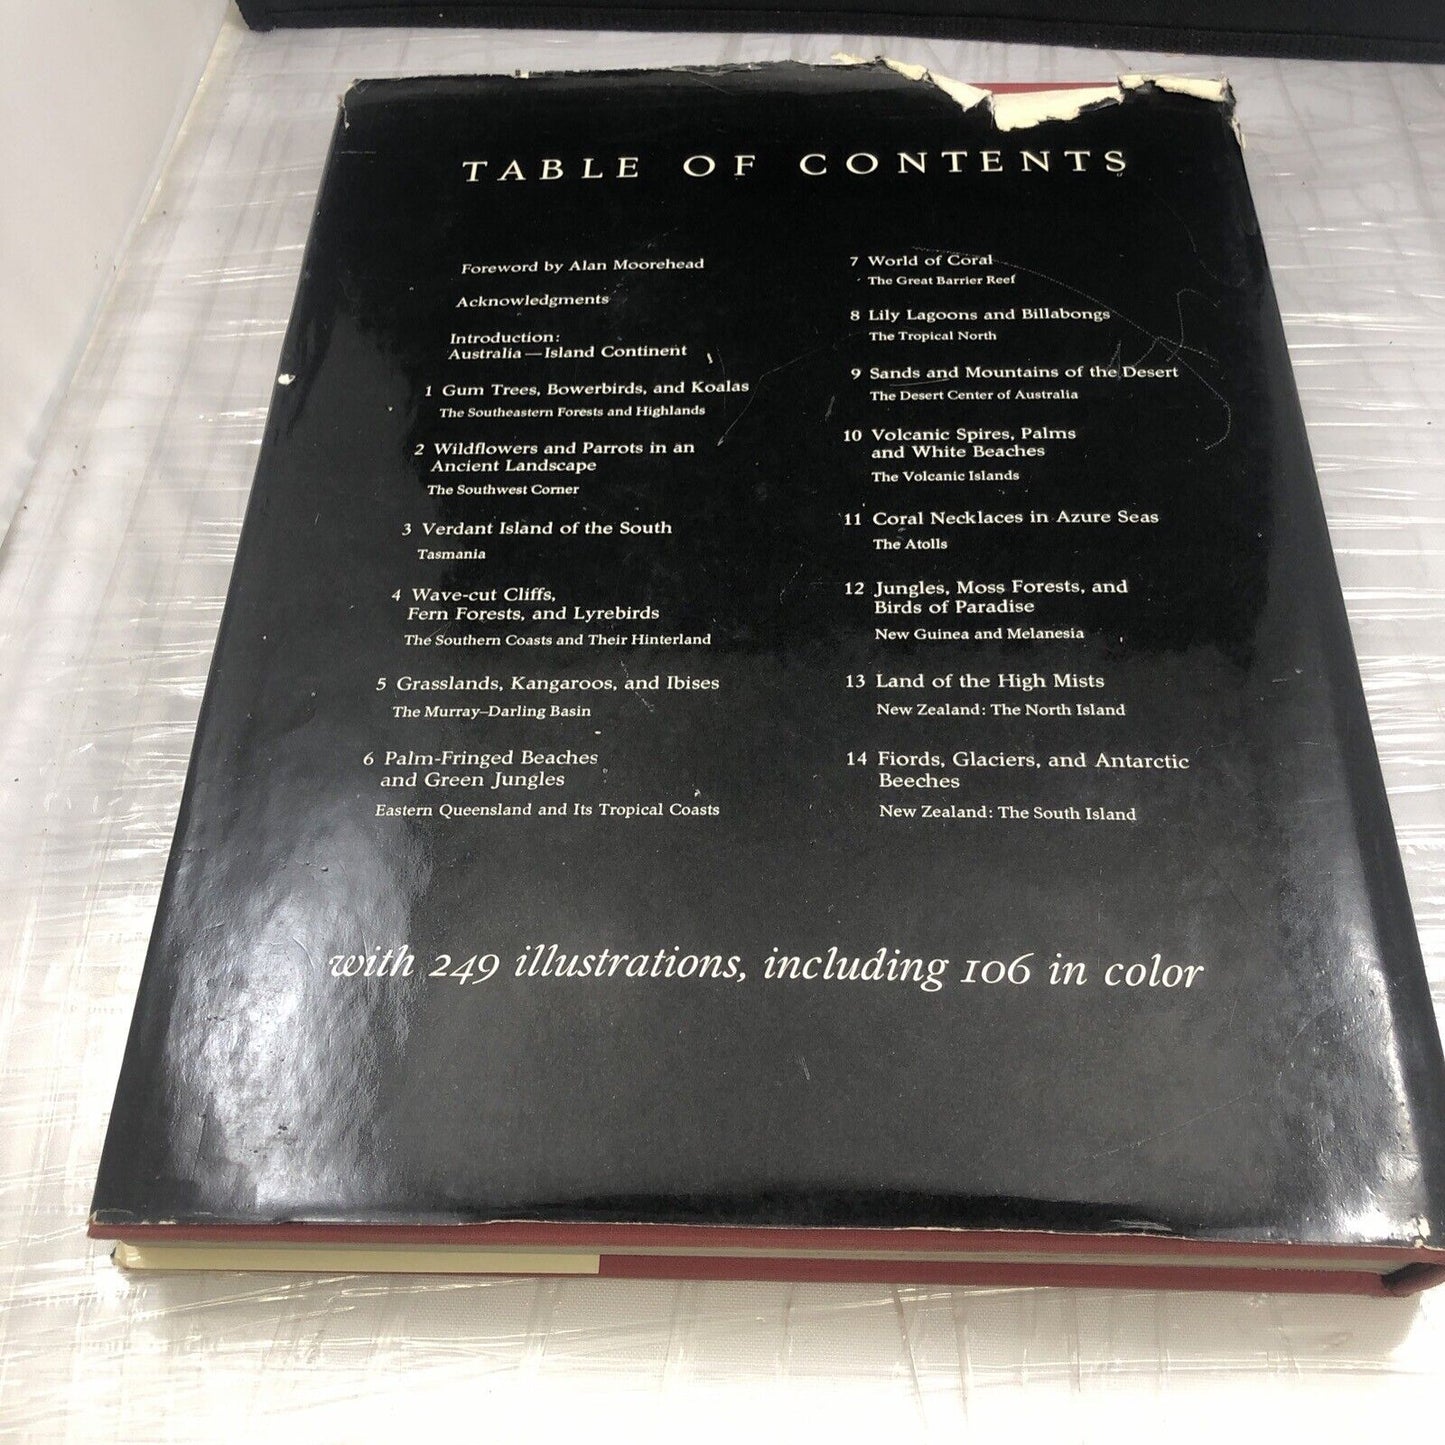 TABLE OF CONTENTS
Foreword by Alan Moorehead
Acknowledgments
Introduction:
Australia—Island Continent
1 Gum Trees, Bowerbirds, and Koalas
The Southeastern Forests and Highlands
2 Wildflowers and Parrots in an
Ancient Landscape
The Southwest Corner
3 Verdant Island of the South
Tasmania
4 Wave-cut Cliffs,
Fern Forests, and Lyrebirds
The Southern Coasts and Their Hinterland
5 Grasslands, Kangaroos, and Ibises
The Murray–Darling Basin
6 Palm-Fringed Beaches
and Green Jungles
Eastern Queensland and Its Tropical Coasts
7 World of Coral
The Great Barrier Reef
8 Lily Lagoons and Billabongs
The Tropical North
9 Sands and Mountains of the Desert
The Desert Center of Australia
10 Volcanic Spires, Palms
and White Beaches
The Volcanic Islands
11 Coral Necklaces in Azure Seas
The Atolls
12 Jungles, Moss Forests, and
Birds of Paradise
New Guinea and Melanesia
13 Land of the High Mists
New Zealand: The North Island
14 Fiords, Glaciers, and Antarctic
Beeches
New Zealand: The South Island
with 249 illustrations, including 106 in color